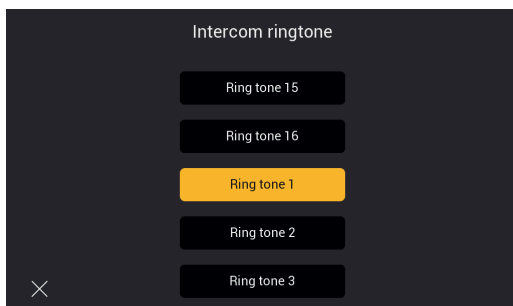 Intercom ringtone
Ring tone 15
Ring tone 16
Ring tone 1
Ring tone 2
Ring tone 3